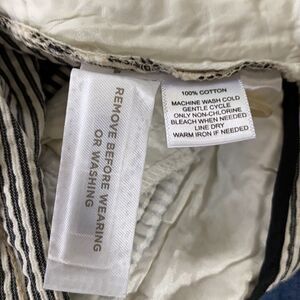 REMOVE BEFORE WEARING
OR WASHING
100% COTTON
MACHINE WASH COLD
GENTLE CYCLE
ONLY NON-CHLORINE
BLEACH WHEN NEEDED
LINE DRY
WARM IRON IF NEEDED